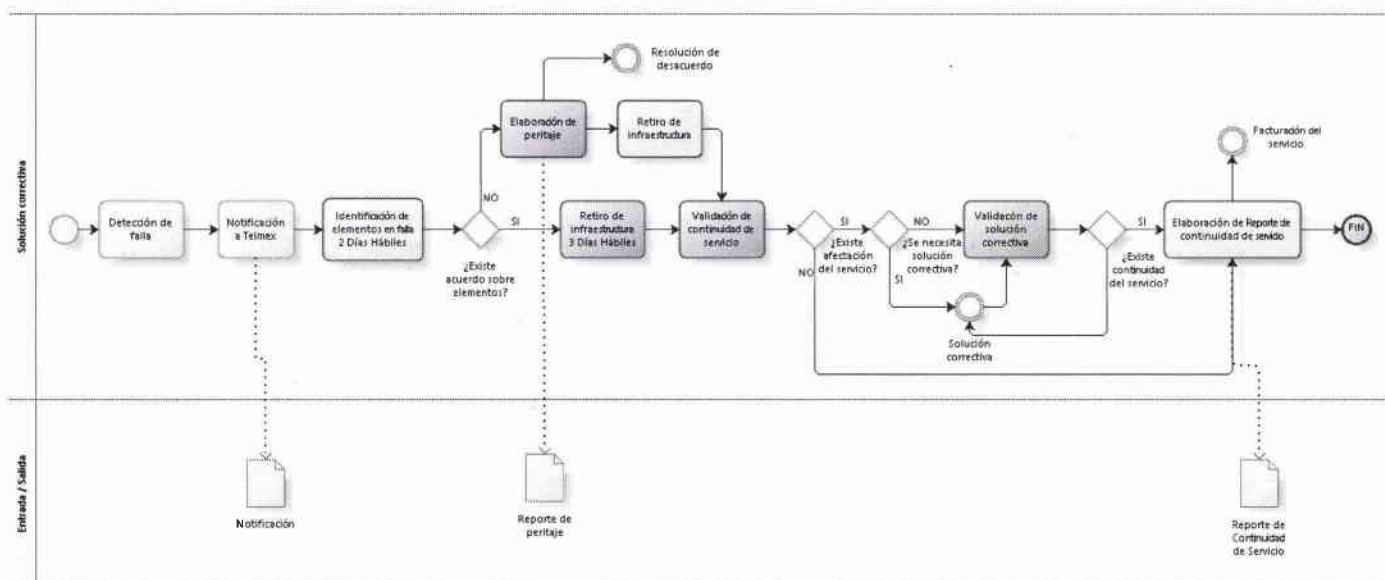 Solución correctiva
Resolución de
desacuerdo
Elaboración de
peritaje
Retiro de
infraestructura
Facturación del
servicio
NO
Detección de
falla
Notificación
a Telmex
Identificación de
elementos en falla
2 Días Hábiles
SI
¿Existe
acuerdo sobre
elementos?
Retiro de
infraestructura
3 Días Hábiles
Validación de
continuidad de
servicio
SI
¿Existe
afectación
del servicio?
NO
NO
¿Se necesita
solución
correctiva?
SI
Validacón de
solución
correctiva
Solución
correctiva
SI
¿Existe
continuidad
del servicio?
Elaboración de Reporte de
continuidad de servicio
FIN
Entrada / Salida
Notificación
Reporte de
peritaje
Reporte de
Continuidad
de Servicio